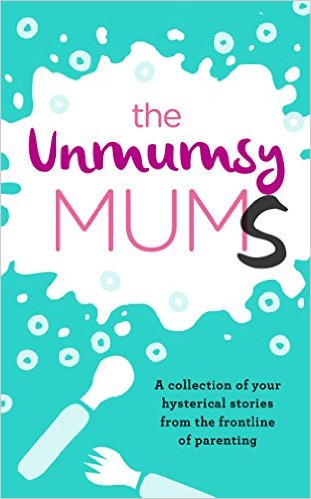 the
Unmumsy
MUMS
A collection of your
hysterical stories
from the frontline
of parenting